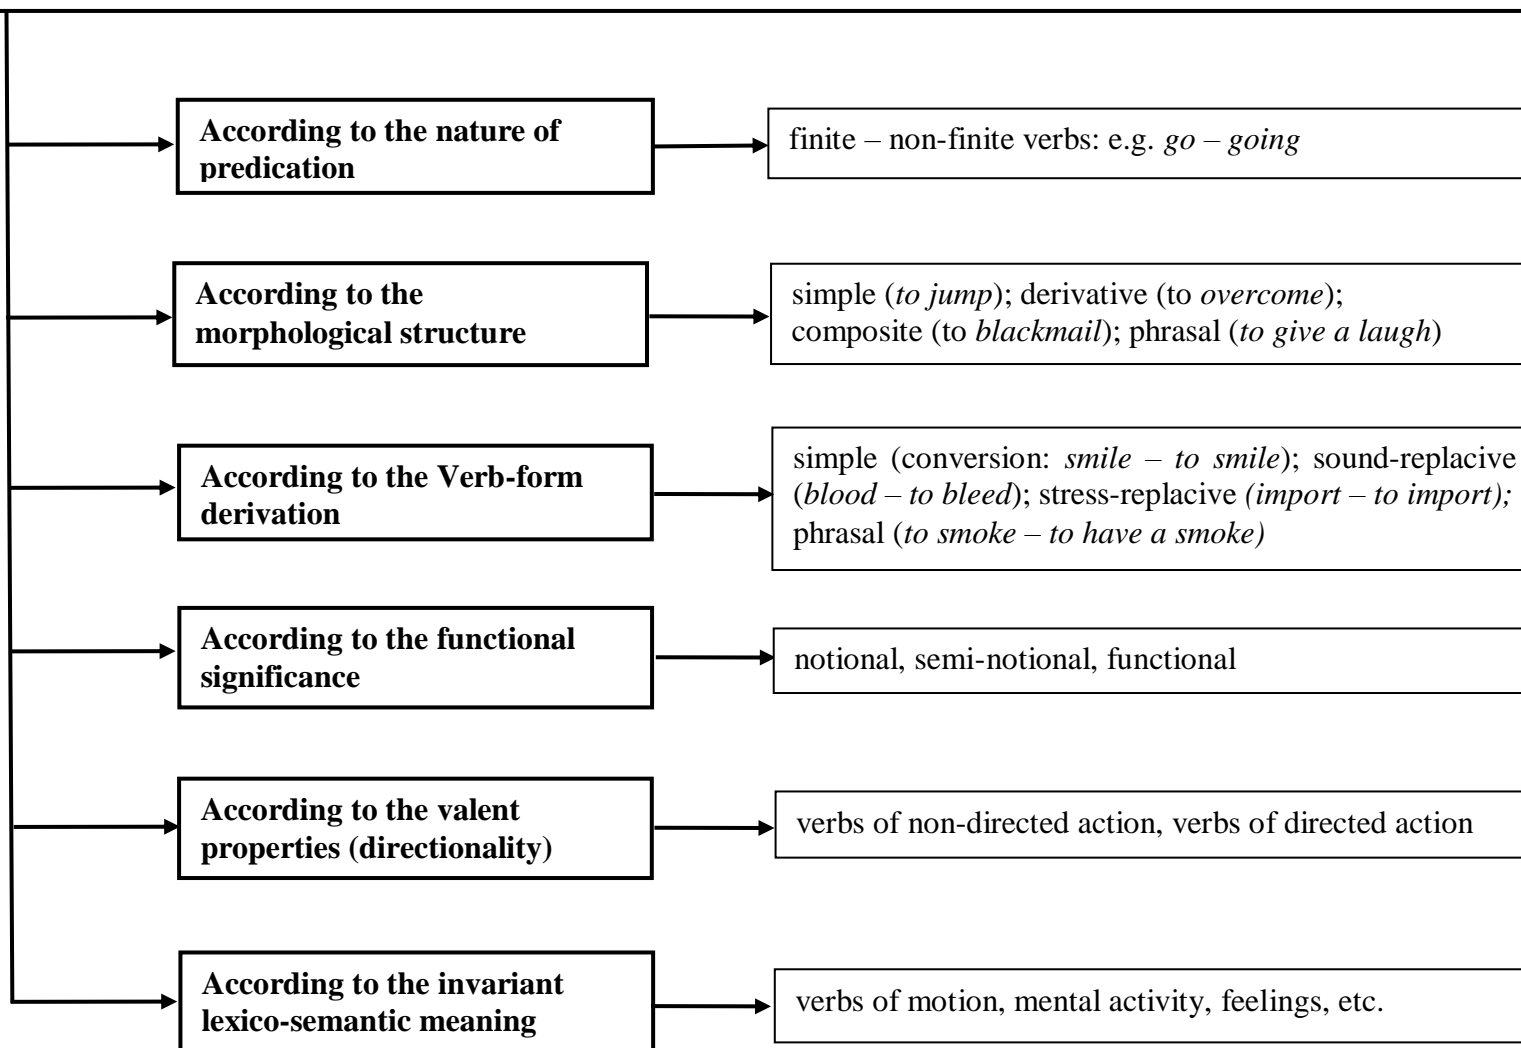 According to the nature of
predication
finite – non-finite verbs: e.g. go – going
According to the
morphological structure
simple (to jump); derivative (to overcome);
composite (to blackmail); phrasal (to give a laugh)
According to the Verb-form
derivation
simple (conversion: smile – to smile); sound-replacive
(blood – to bleed); stress-replacive (import – to import);
phrasal (to smoke – to have a smoke)
According to the functional
significance
notional, semi-notional, functional
According to the valent
properties (directionality)
verbs of non-directed action, verbs of directed action
According to the invariant
lexico-semantic meaning
verbs of motion, mental activity, feelings, etc.